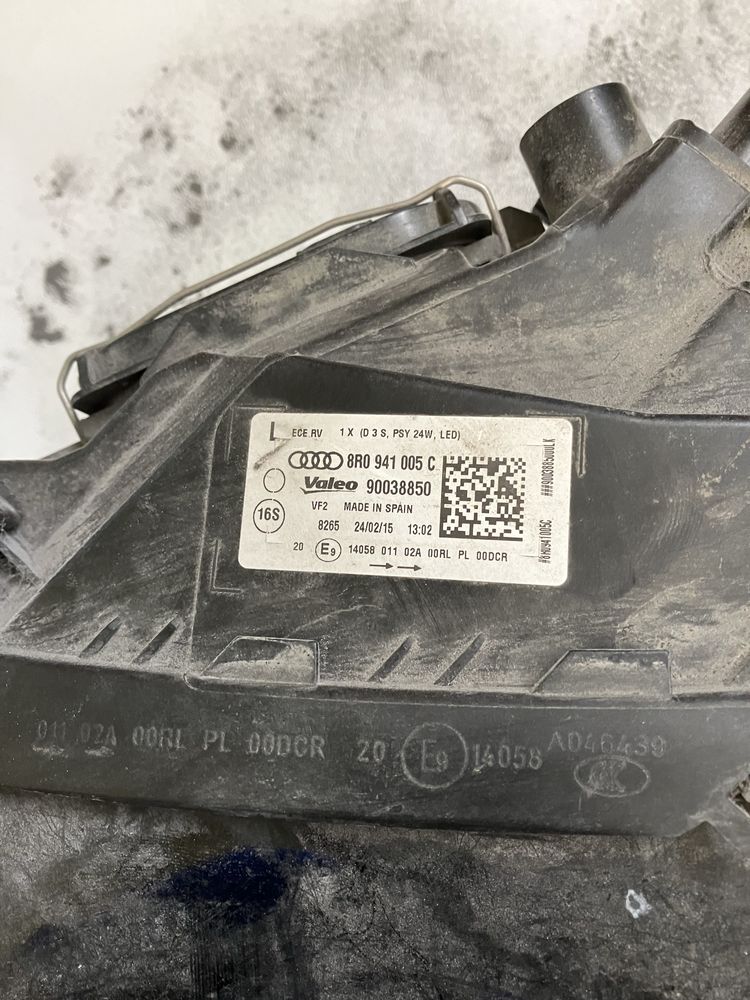 L ECE RV 1 X (D 3 S, PSY 24W, LED)
8R0 941 005 C
Valeo 90038850
16S
VF2 MADE IN SPAIN
8265 24/02/15 13:02
20 E9 14058 011 02A 00RL PL 00DCR
###90038850UULK
#8R0941005C
011 02A 00RL PL 00DCR 20 E9 14058 A046439